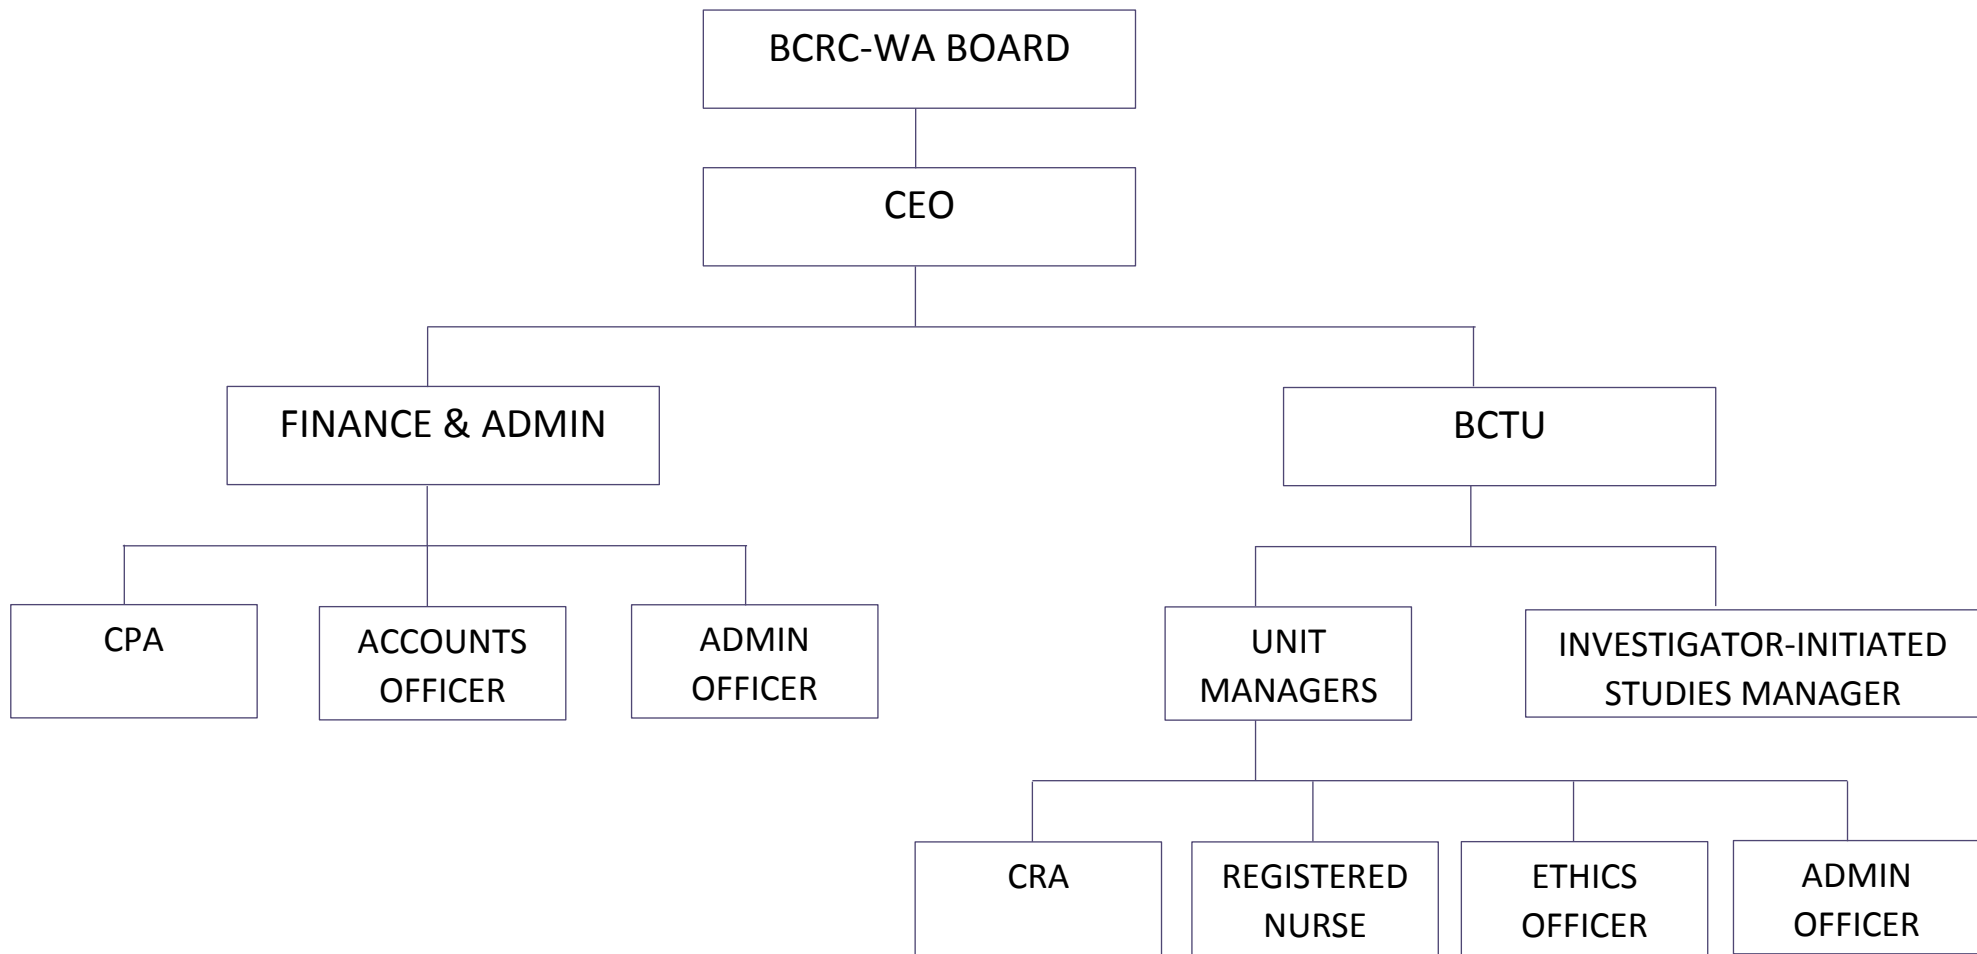 BCRC-WA BOARD
CEO
FINANCE & ADMIN
BCTU
CPA
ACCOUNTS
OFFICER
ADMIN
OFFICER
UNIT
MANAGERS
INVESTIGATOR-INITIATED
STUDIES MANAGER
CRA
REGISTERED
NURSE
ETHICS
OFFICER
ADMIN
OFFICER